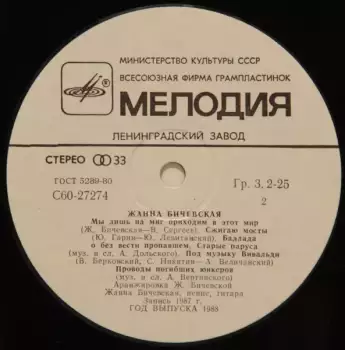 МИНИСТЕРСТВО КУЛЬТУРЫ СССР
ВСЕСОЮЗНАЯ ФИРМА ГРАМПЛАСТИНОК
МЕЛОДИЯ
ЛЕНИНГРАДСКИЙ ЗАВОД
СТЕРЕО 33
ГОСТ 5289-80
Гр. 3. 2-25
С60-27274
2
ЖАННА БИЧЕВСКАЯ
Мы лишь на миг приходим в этот мир
(Ж. Бичевская—В. Сергеев). Сжигаю мосты
(Ю. Гарин—Ю. Левитанский). Баллада
о без вести пропавшем, Старые паруса
(муз. и сл. А. Дольского). Под музыку Вивальди
(В. Берковский, С. Никитин—А. Величанский)
Проводы погибших юнкеров
(муз. и сл. А. Вертинского)
Аранжировка Ж. Бичевской
Жанна Бичевская, пение, гитара
Запись 1987 г.
ГОД ВЫПУСКА 1988